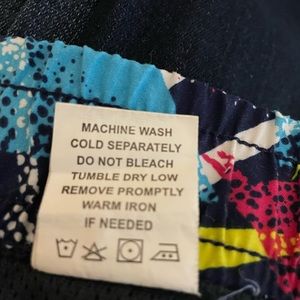 MACHINE WASH
COLD SEPARATELY
DO NOT BLEACH
TUMBLE DRY LOW
REMOVE PROMPTLY
WARM IRON
IF NEEDED